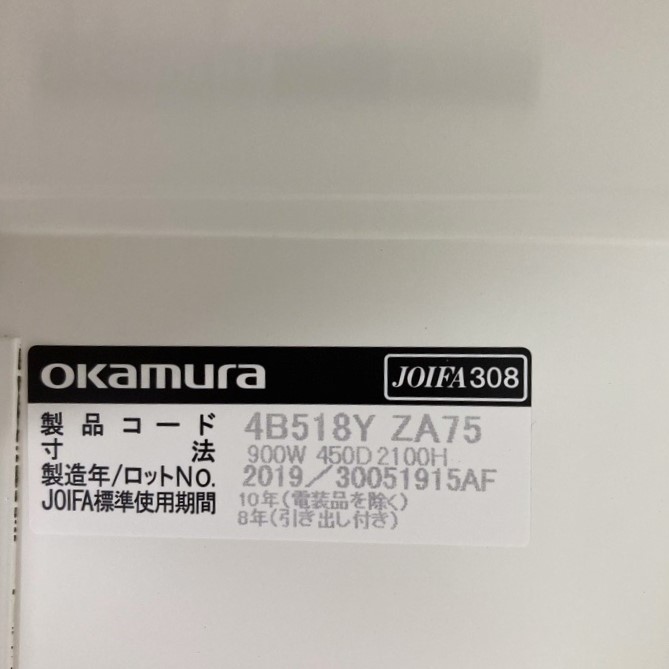 okamura JOIFA308
製品コード 4B518Y ZA75
寸法 900W 450D 2100H
製造年/ロットNo. 2019/30051915AF
JOIFA標準使用期間 10年(電装品を除く)
8年(引き出し付き)